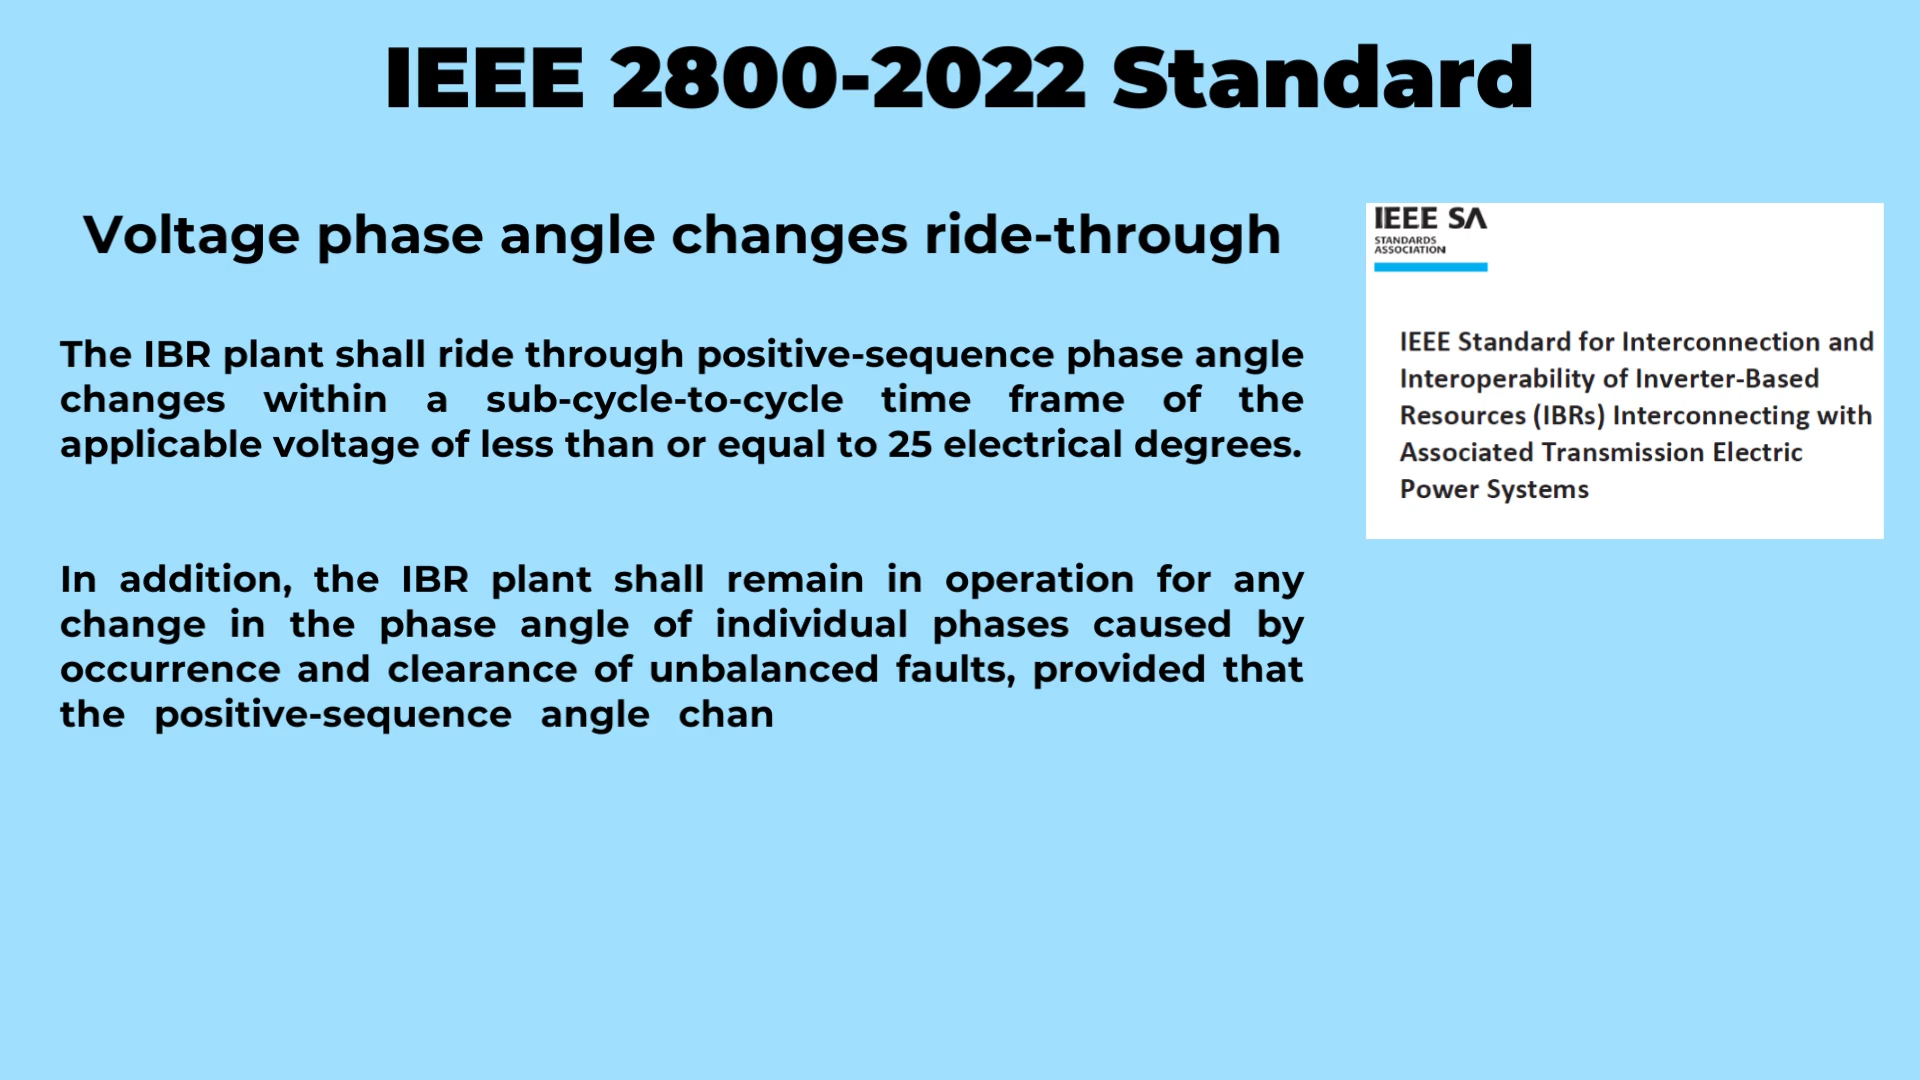 IEEE 2800-2022 Standard
Voltage phase angle changes ride-through
The IBR plant shall ride through positive-sequence phase angle
changes within a sub-cycle-to-cycle time frame of the
applicable voltage of less than or equal to 25 electrical degrees.
In addition, the IBR plant shall remain in operation for any
change in the phase angle of individual phases caused by
occurrence and clearance of unbalanced faults, provided that
the positive-sequence angle chan
IEEE SA
STANDARDS
ASSOCIATION
IEEE Standard for Interconnection and
Interoperability of Inverter-Based
Resources (IBRs) Interconnecting with
Associated Transmission Electric
Power Systems